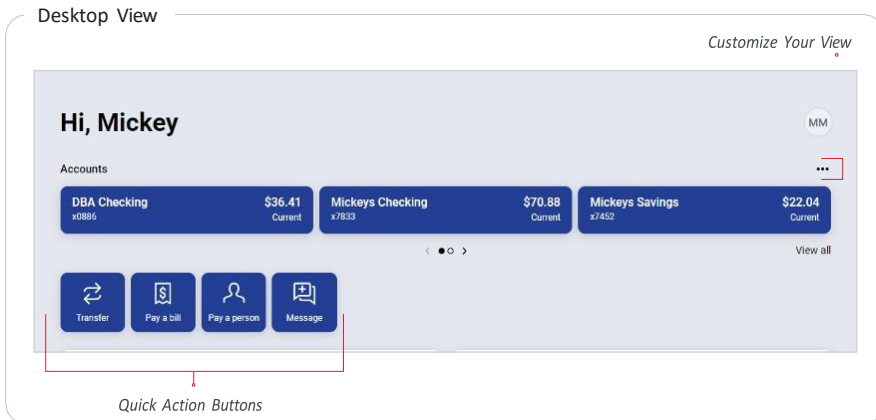 Desktop View
Customize Your View
Hi, Mickey
MM
Accounts
•••
DBA Checking $36.41
x0886 Current
Mickeys Checking $70.88
x7833 Current
Mickeys Savings $22.04
x7452 Current
View all
Transfer
Pay a bill
Pay a person
Message
Quick Action Buttons